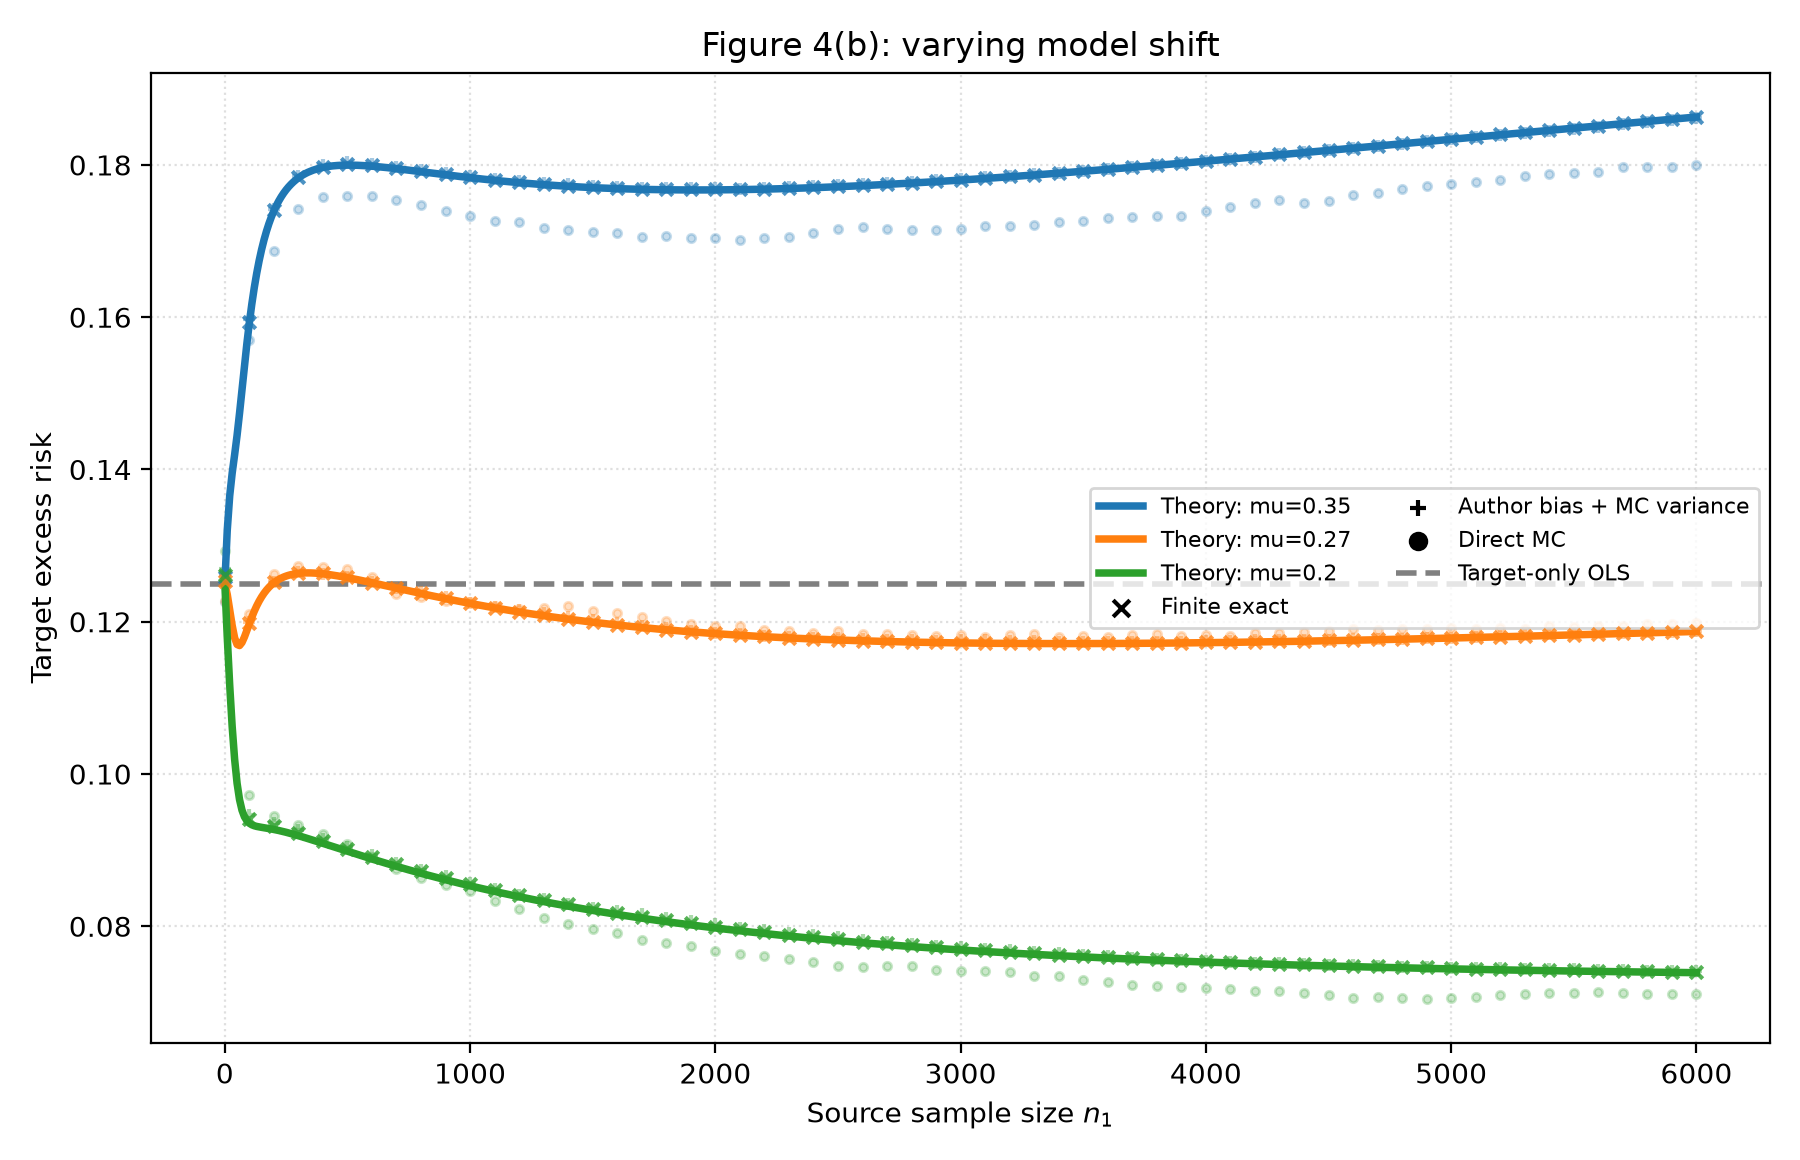 Figure 4(b): varying model shift
Target excess risk
0.18
0.16
0.14
0.12
0.10
0.08
Theory: mu=0.35
Theory: mu=0.27
Theory: mu=0.2
Finite exact
Author bias + MC variance
Direct MC
Target-only OLS
0 1000 2000 3000 4000 5000 6000
Source sample size n₁